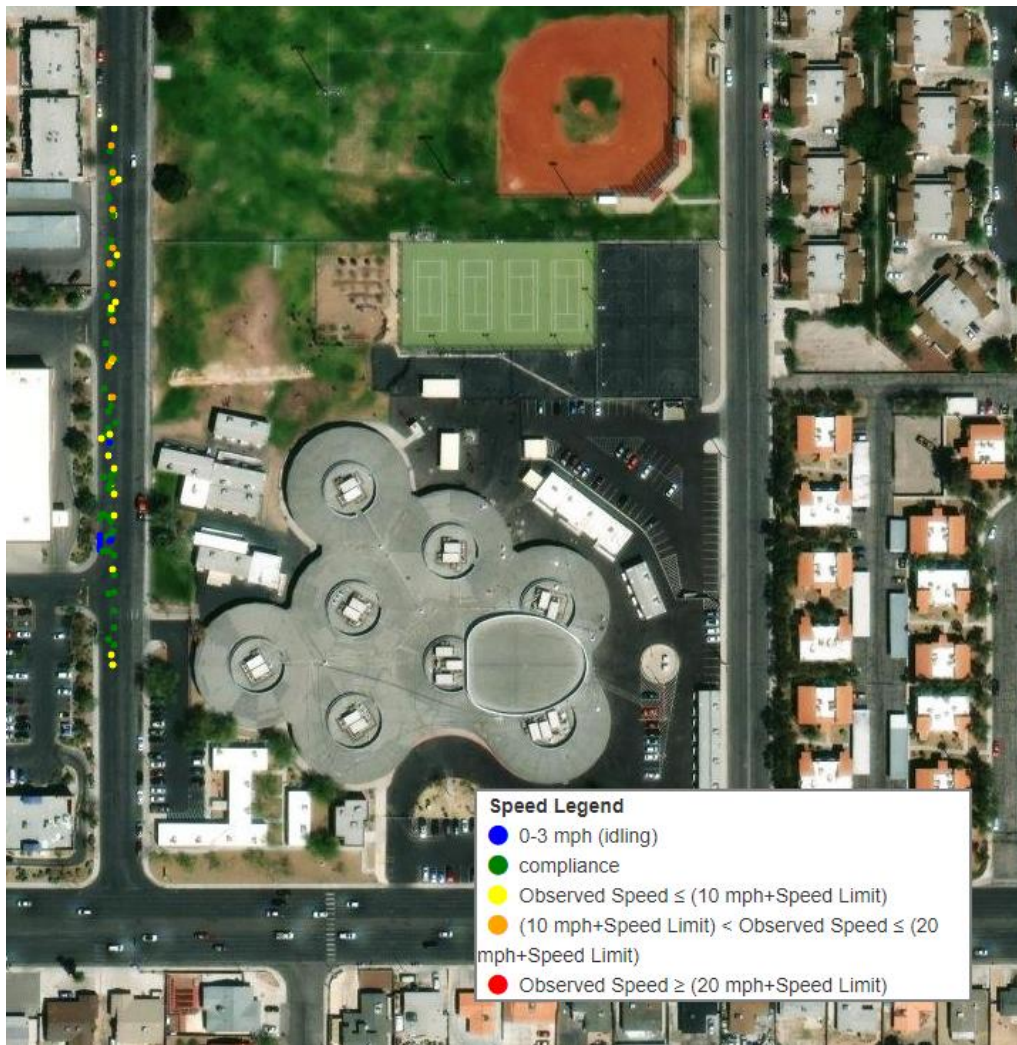 Speed Legend
0-3 mph (idling)
compliance
Observed Speed ≤ (10 mph+Speed Limit)
(10 mph+Speed Limit) < Observed Speed ≤ (20
mph+Speed Limit)
Observed Speed ≥ (20 mph+Speed Limit)